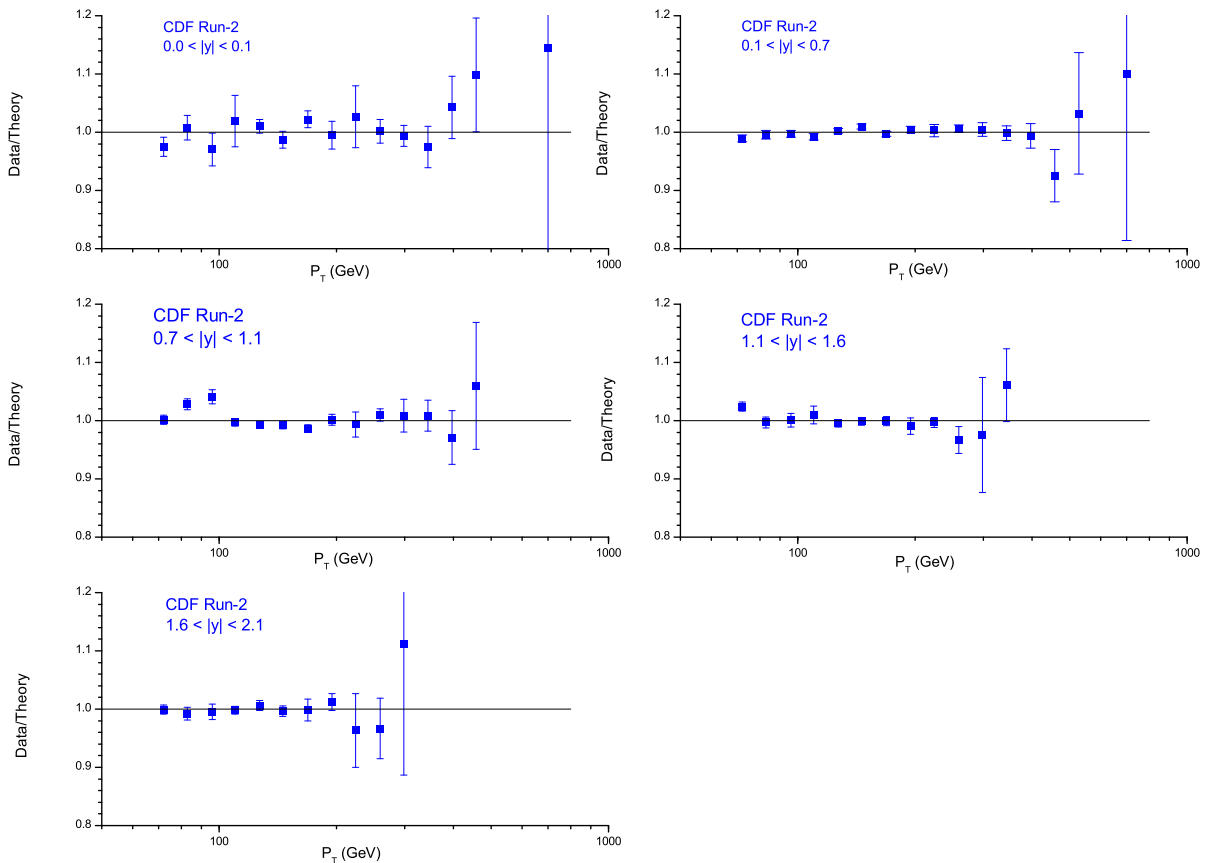 CDF Run-2
0.0 < |y| < 0.1
Data/Theory
1.2
1.1
1.0
0.9
0.8
100
1000
P_T (GeV)
CDF Run-2
0.1 < |y| < 0.7
Data/Theory
1.2
1.1
1.0
0.9
0.8
100
1000
P_T (GeV)
CDF Run-2
0.7 < |y| < 1.1
Data/Theory
1.2
1.1
1.0
0.9
0.8
100
1000
P_T (GeV)
CDF Run-2
1.1 < |y| < 1.6
Data/Theory
1.2
1.1
1.0
0.9
0.8
100
1000
P_T (GeV)
CDF Run-2
1.6 < |y| < 2.1
Data/Theory
1.2
1.1
1.0
0.9
0.8
100
1000
P_T (GeV)